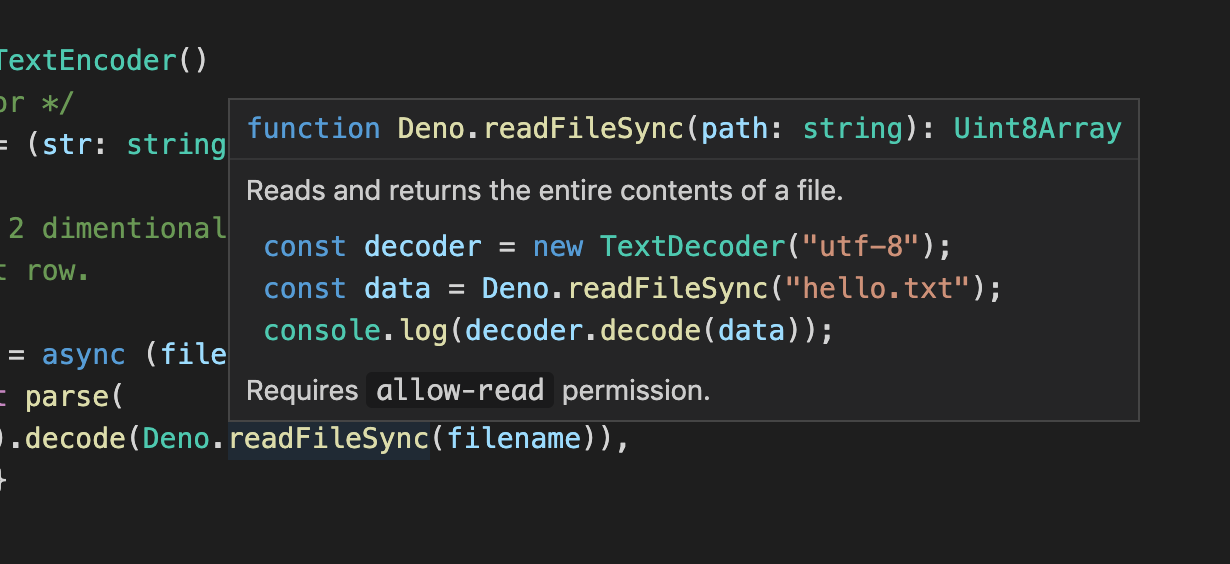 TextEncoder()
or */
= (str: string
function Deno.readFileSync(path: string): Uint8Array
Reads and returns the entire contents of a file.
2 dimentional
const decoder = new TextDecoder("utf-8");
t row.
const data = Deno.readFileSync("hello.txt");
console.log(decoder.decode(data));
= async (file
Requires allow-read permission.
t parse(
).decode(Deno.readFileSync(filename)),
}